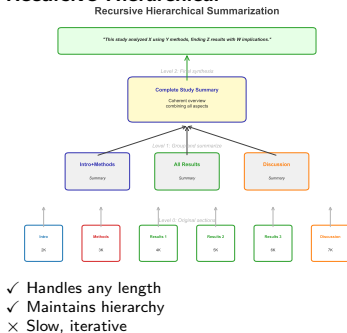 Recursive Hierarchical
Recursive Hierarchical Summarization
"This study analyzed X using Y methods, finding Z results with W implications."
Level 2: Final synthesis
Complete Study Summary
Coherent overview
combining all aspects
Level 1: Group and summarize
Intro+Methods
All Results
Discussion
Summary
Summary
Summary
Level 0: Original sections
Intro
Methods
Results 1
Results 2
Results 3
Discussion
2K
3K
4K
5K
6K
7K
✓ Handles any length
✓ Maintains hierarchy
× Slow, iterative